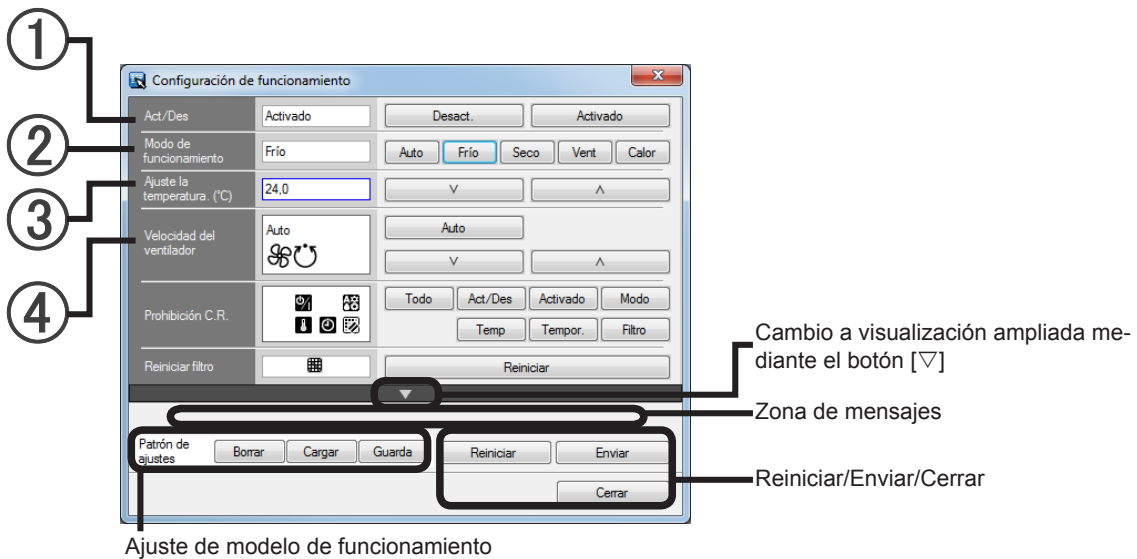 ①
Configuración de funcionamiento
x
Act/Des
Activado
Desact.
Activado
②
Modo de
funcionamiento
Frío
Auto
Frío
Seco
Vent
Calor
③
Ajuste la
temperatura. (°C)
24,0
∨
∧
④
Velocidad del
ventilador
Auto
Auto
∨
∧
Prohibición C.R.
Todo
Act/Des
Activado
Modo
Temp
Tempor.
Filtro
Reiniciar filtro
Reiniciar
▼
Cambio a visualización ampliada me-
diante el botón [▽]
Zona de mensajes
Patrón de
ajustes
Borrar
Cargar
Guarda
Reiniciar
Enviar
Cerrar
Reiniciar/Enviar/Cerrar
Ajuste de modelo de funcionamiento